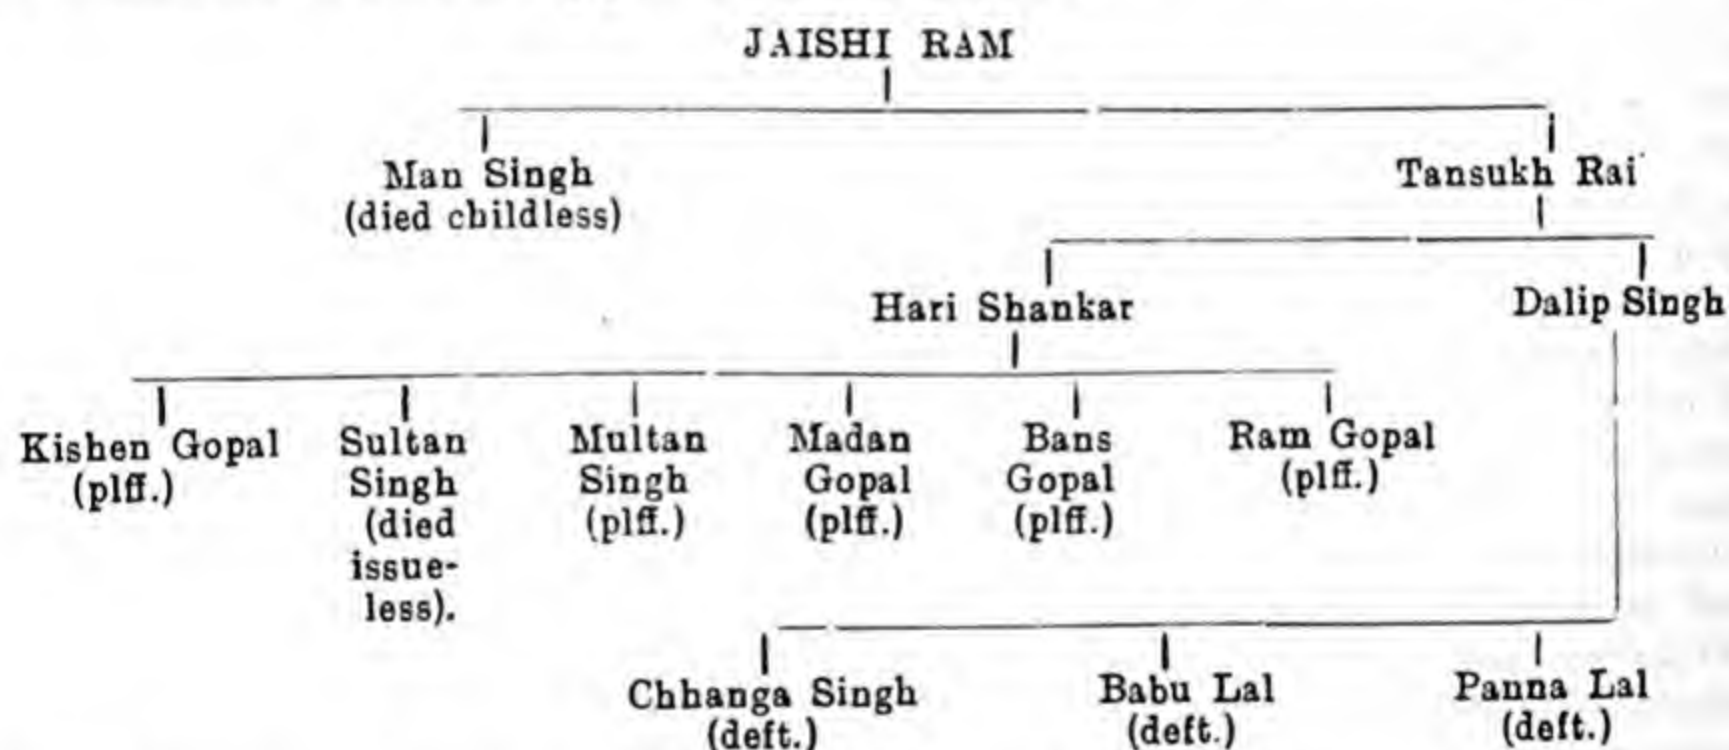 JAISHI RAM
Man Singh
(died childless)
Tansukh Rai
Hari Shankar
Dalip Singh
Kishen Gopal
(plff.)
Sultan
Singh
(died
issue-
less).
Multan
Singh
(plff.)
Madan
Gopal
(plff.)
Bans
Gopal
(plff.)
Ram Gopal
(plff.)
Chhanga Singh
(deft.)
Babu Lal
(deft.)
Panna Lal
(deft.)